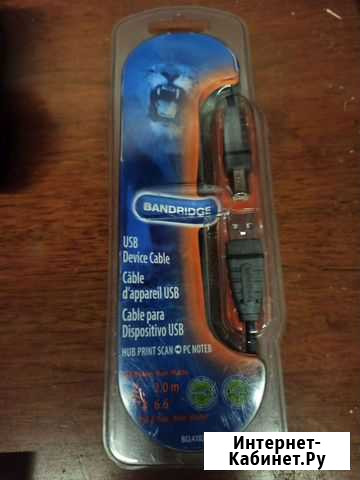 BANDRIDGE
USB
Device Cable
Câble
d'appareil USB
Cable para
Dispositivo USB
HUB PRINT SCAN PC NOTEB
2.0 m
6.6'
Интернет-
Кабинет.Ру